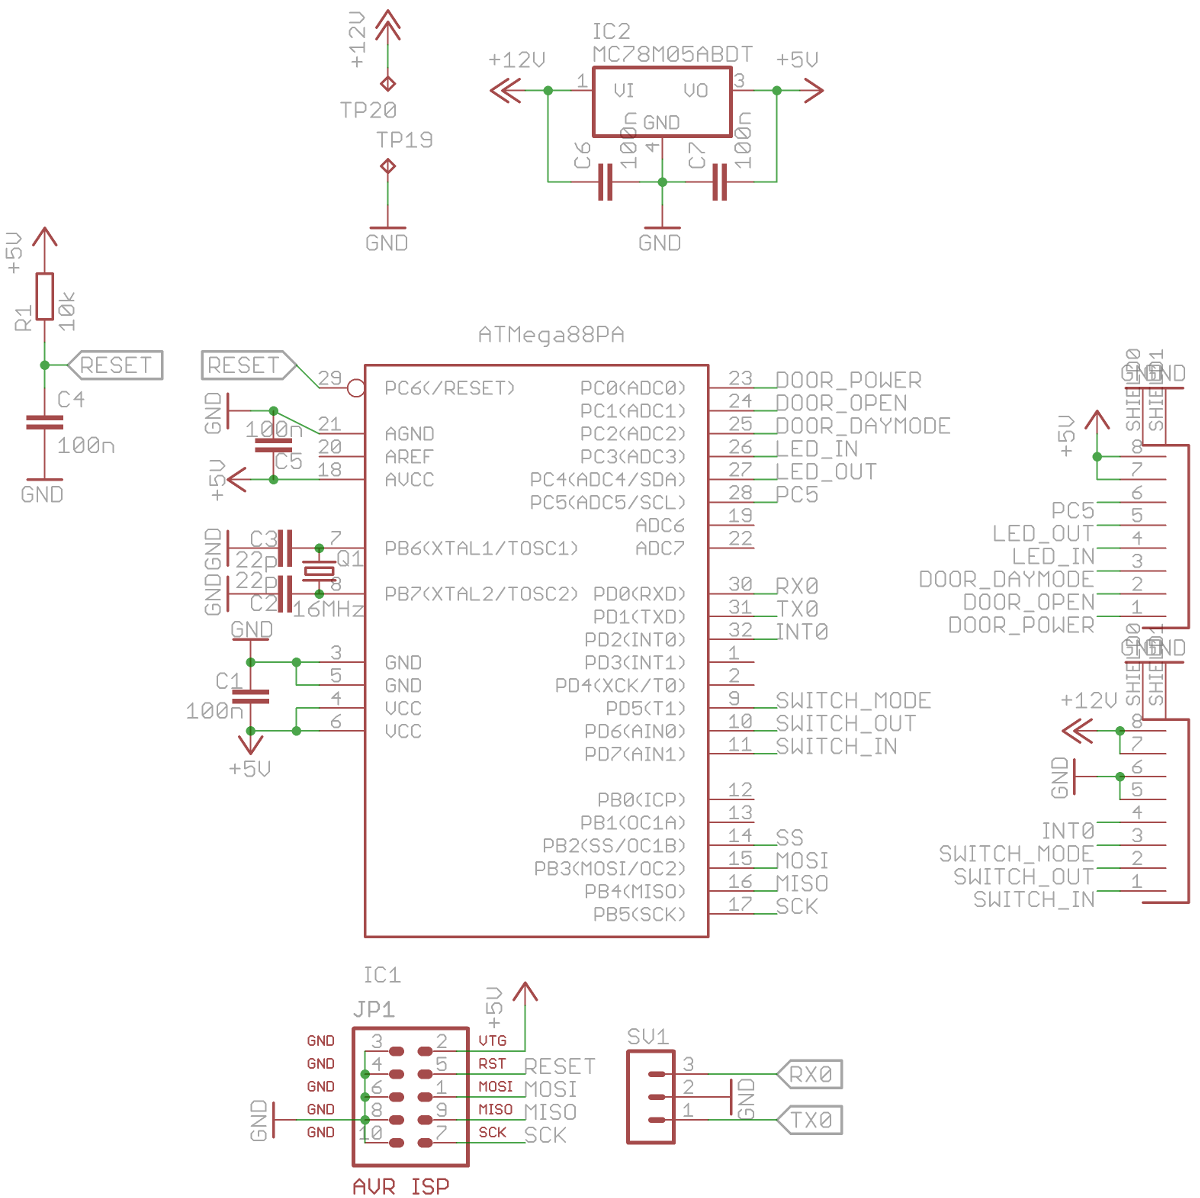 +12V
TP20
TP19
GND
IC2
MC78M05ABDT
+12V
+5V
1
VI
VO
3
GND
4
C6
100n
C7
100n
GND
+5V
R1
10k
RESET
C4
100n
GND
ATMega88PA
RESET
29
PC6(/RESET)
GND
21
AGND
100n
20
AREF
C5
+5V
18
AVCC
GND
C3
22p
7
PB6(XTAL1/TOSC1)
Q1
GND
22p
C2
8
PB7(XTAL2/TOSC2)
16MHz
GND
3
GND
5
GND
C1
100n
4
VCC
6
VCC
+5V
PC0(ADC0)
23
DOOR_POWER
PC1(ADC1)
24
DOOR_OPEN
PC2(ADC2)
25
DOOR_DAYMODE
PC3(ADC3)
26
LED_IN
PC4(ADC4/SDA)
27
LED_OUT
PC5(ADC5/SCL)
28
PC5
ADC6
19
ADC7
22
PD0(RXD)
30
RX0
PD1(TXD)
31
TX0
PD2(INT0)
32
INT0
PD3(INT1)
1
PD4(XCK/T0)
2
PD5(T1)
9
SWITCH_MODE
PD6(AIN0)
10
SWITCH_OUT
PD7(AIN1)
11
SWITCH_IN
PB0(ICP)
12
PB1(OC1A)
13
PB2(SS/OC1B)
14
SS
PB3(MOSI/OC2)
15
MOSI
PB4(MISO)
16
MISO
PB5(SCK)
17
SCK
IC1
GND
GND
SHIELD0
SHIELD1
+5V
8
7
6
PC5
5
LED_OUT
4
LED_IN
3
DOOR_DAYMODE
2
DOOR_OPEN
1
DOOR_POWER
GND
GND
SHIELD0
SHIELD1
+12V
8
7
GND
6
5
4
INT0
3
SWITCH_MODE
2
SWITCH_OUT
1
SWITCH_IN
JP1
GND
3
2
VTG
+5V
GND
4
5
RST
RESET
GND
6
1
MOSI
MOSI
GND
8
9
MISO
MISO
GND
10
7
SCK
SCK
GND
AVR ISP
SV1
3
RX0
2
GND
1
TX0